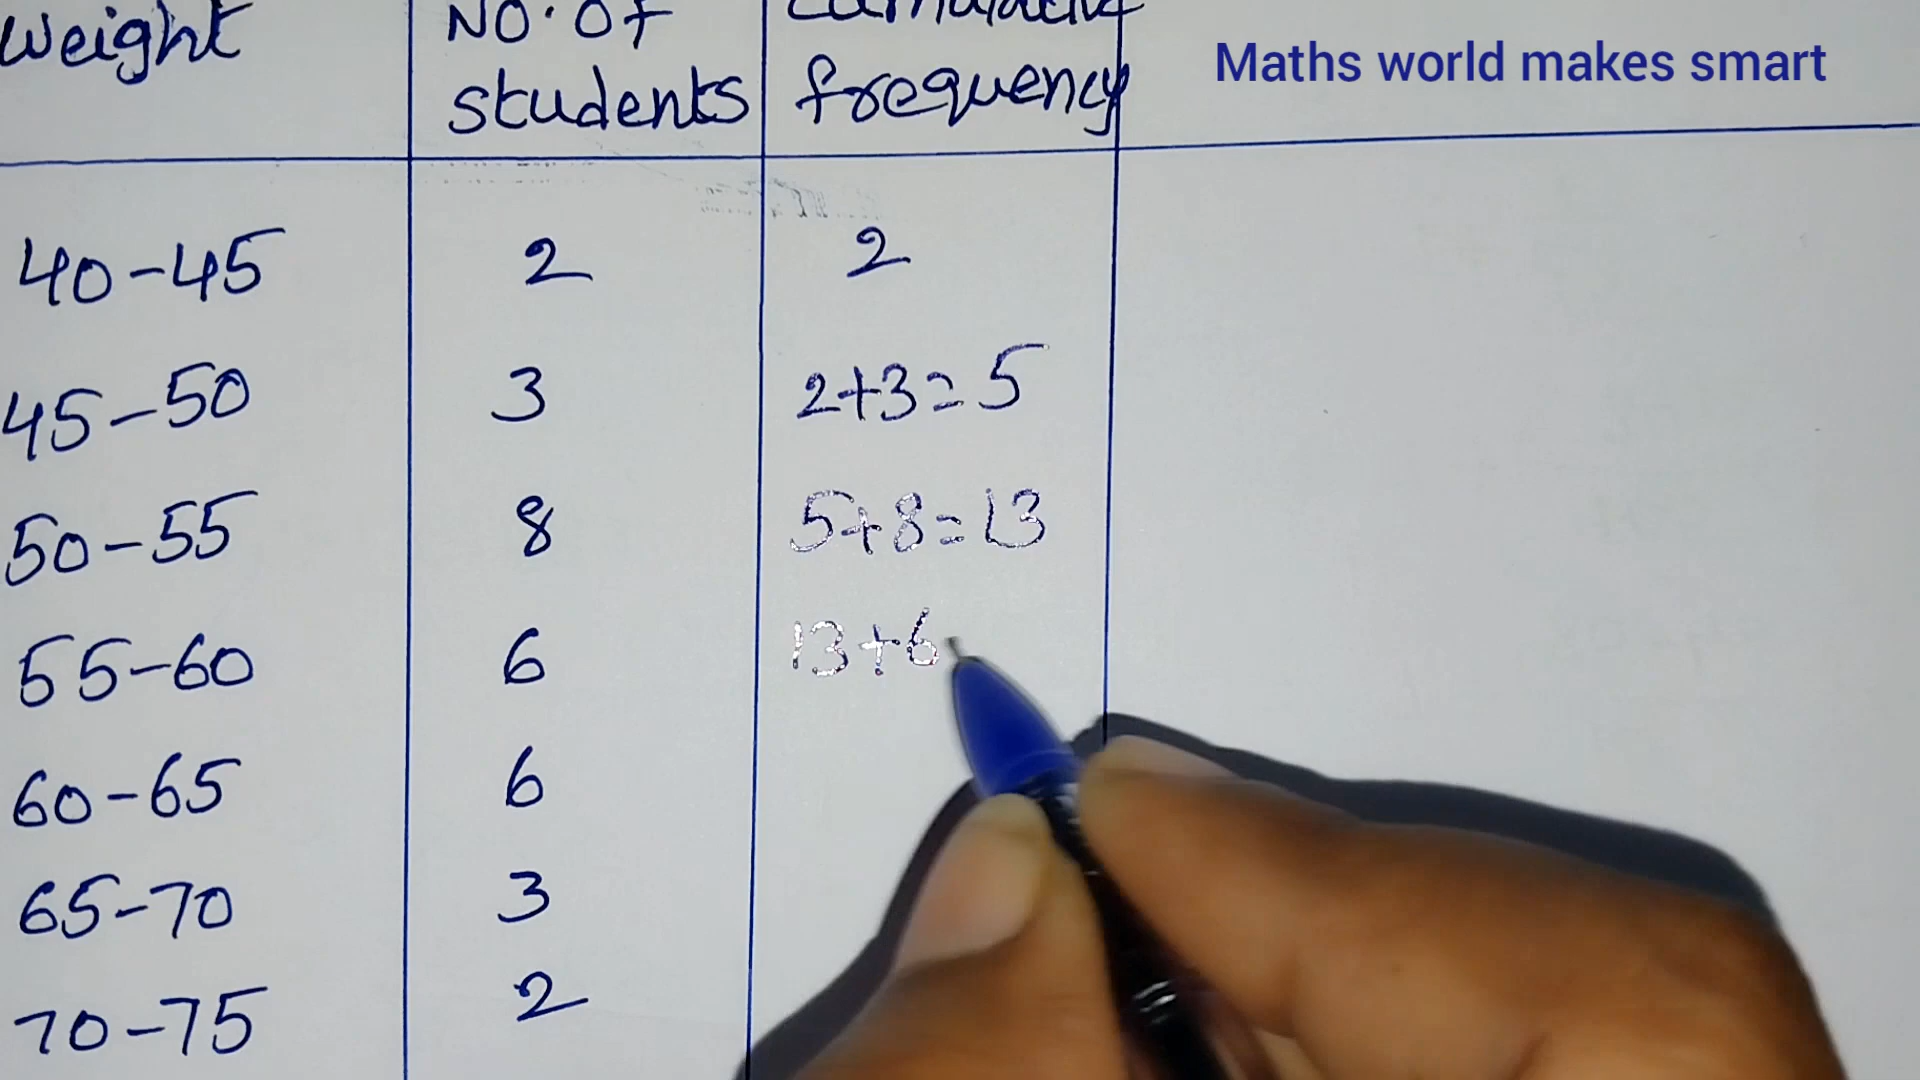 Weight No. of students Cumulative frequency
Maths world makes smart
40-45 2 2
45-50 3 2+3=5
50-55 8 5+8=13
55-60 6 13+6
60-65 6
65-70 3
70-75 2